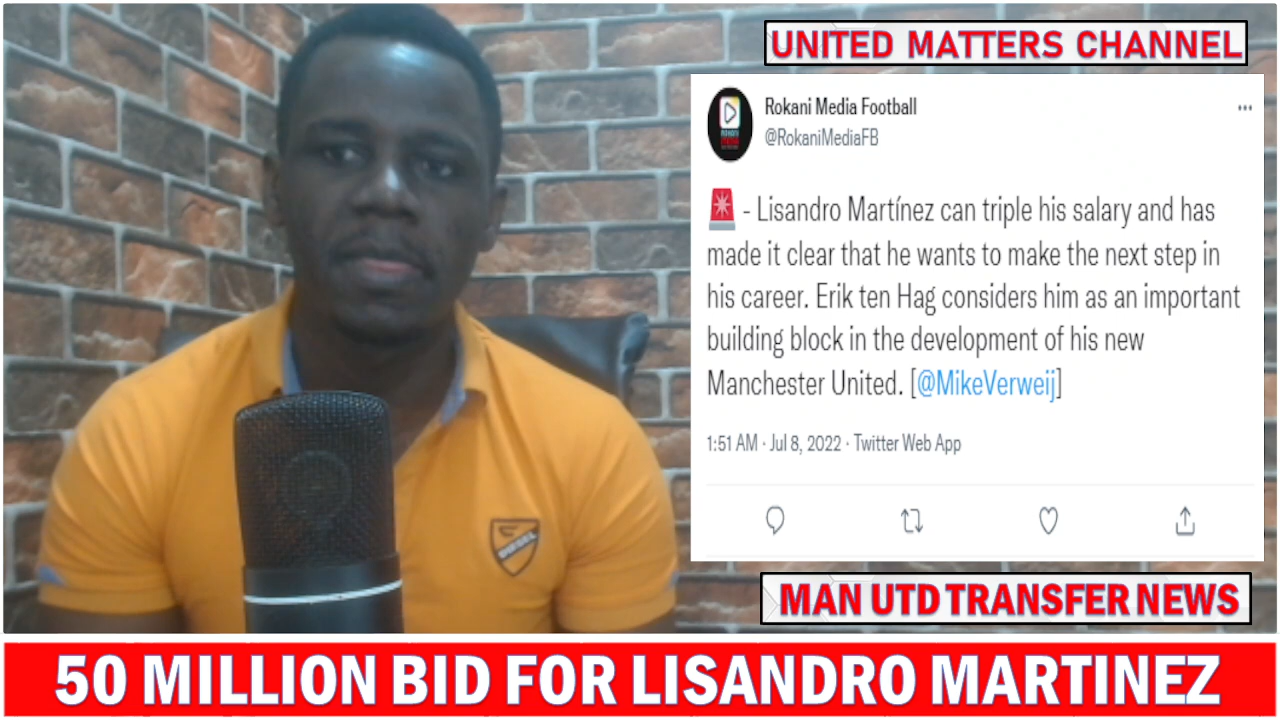 UNITED MATTERS CHANNEL
Rokani Media Football
@RokaniMediaFB
🚨 - Lisandro Martínez can triple his salary and has
made it clear that he wants to make the next step in
his career. Erik ten Hag considers him as an important
building block in the development of his new
Manchester United. [@MikeVerweij]
1:51 AM · Jul 8, 2022 · Twitter Web App
DIESEL
MAN UTD TRANSFER NEWS
50 MILLION BID FOR LISANDRO MARTINEZ